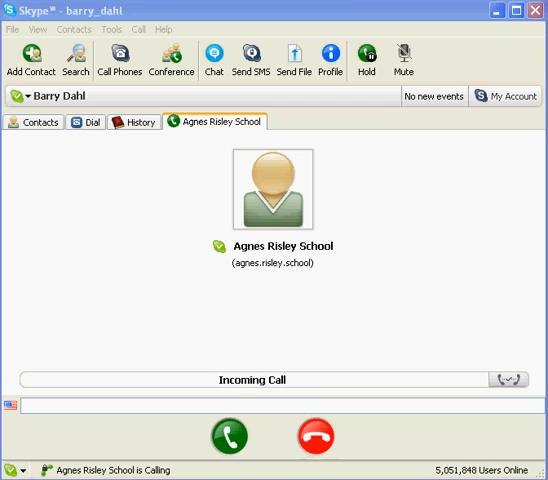 Skype™ - barry_dahl
File View Contacts Tools Call Help
Add Contact Search Call Phones Conference Chat Send SMS Send File Profile Hold Mute
Barry Dahl No new events My Account
Contacts Dial History Agnes Risley School
Agnes Risley School
(agnes.risley.school)
Incoming Call
Agnes Risley School is Calling 5,051,848 Users Online